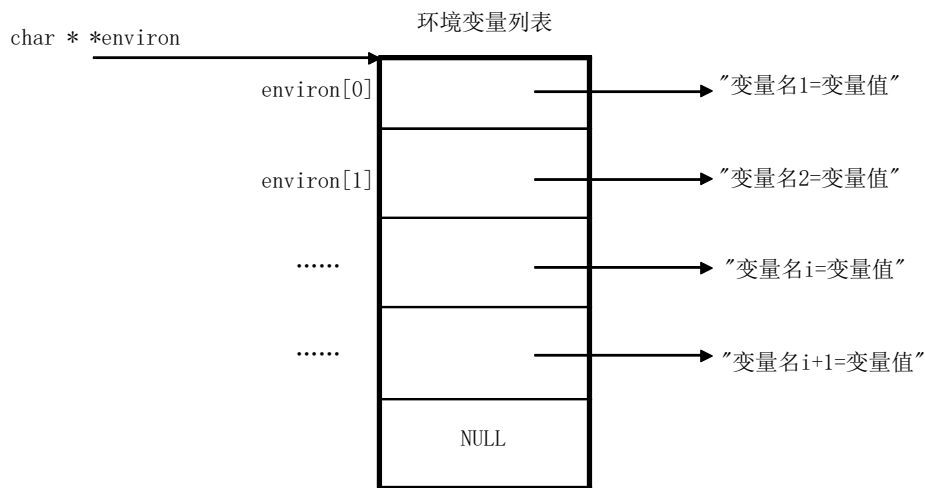 环境变量列表
char * *environ
environ[0]
"变量名1=变量值"
environ[1]
"变量名2=变量值"
……
"变量名i=变量值"
……
"变量名i+1=变量值"
NULL